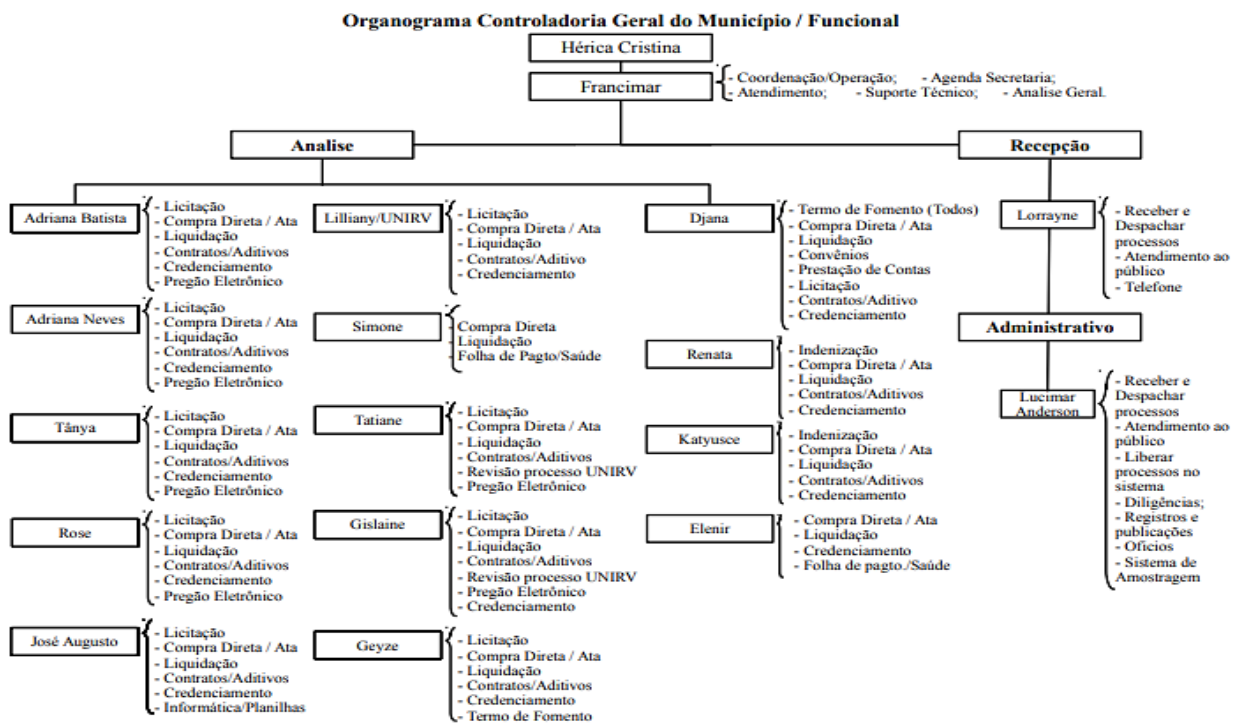 Organograma Controladoria Geral do Município / Funcional
Hérica Cristina
Francimar
- Coordenação/Operação; - Agenda Secretaria;
- Atendimento; - Suporte Técnico; - Analise Geral.
Analise
Recepção
Adriana Batista
- Licitação
- Compra Direta / Ata
- Liquidação
- Contratos/Aditivos
- Credenciamento
- Pregão Eletrônico
Adriana Neves
- Licitação
- Compra Direta / Ata
- Liquidação
- Contratos/Aditivos
- Credenciamento
- Pregão Eletrônico
Tânya
- Licitação
- Compra Direta / Ata
- Liquidação
- Contratos/Aditivos
- Credenciamento
- Pregão Eletrônico
Rose
- Licitação
- Compra Direta / Ata
- Liquidação
- Contratos/Aditivos
- Credenciamento
- Pregão Eletrônico
José Augusto
- Licitação
- Compra Direta / Ata
- Liquidação
- Contratos/Aditivos
- Credenciamento
- Informática/Planilhas
Lilliany/UNIRV
- Licitação
- Compra Direta / Ata
- Liquidação
- Contratos/Aditivo
- Credenciamento
Simone
- Compra Direta
- Liquidação
- Folha de Pagto/Saúde
Tatiane
- Licitação
- Compra Direta / Ata
- Liquidação
- Contratos/Aditivos
- Revisão processo UNIRV
- Pregão Eletrônico
Gislaine
- Licitação
- Compra Direta / Ata
- Liquidação
- Contratos/Aditivos
- Revisão processo UNIRV
- Pregão Eletrônico
- Credenciamento
Geyze
- Licitação
- Compra Direta / Ata
- Liquidação
- Contratos/Aditivos
- Credenciamento
- Termo de Fomento
Djana
- Termo de Fomento (Todos)
- Compra Direta / Ata
- Liquidação
- Convênios
- Prestação de Contas
- Licitação
- Contratos/Aditivo
- Credenciamento
Renata
- Indenização
- Compra Direta / Ata
- Liquidação
- Contratos/Aditivos
- Credenciamento
Katyusce
- Indenização
- Compra Direta / Ata
- Liquidação
- Contratos/Aditivos
- Credenciamento
Elenir
- Compra Direta / Ata
- Liquidação
- Credenciamento
- Folha de pagto./Saúde
Lorrayne
- Receber e
Despachar
processos
- Atendimento ao
público
- Telefone
Administrativo
Lucimar
Anderson
- Receber e
Despachar
processos
- Atendimento ao
público
- Liberar
processos no
sistema
- Diligências;
- Registros e
publicações
- Oficios
- Sistema de
Amostragem